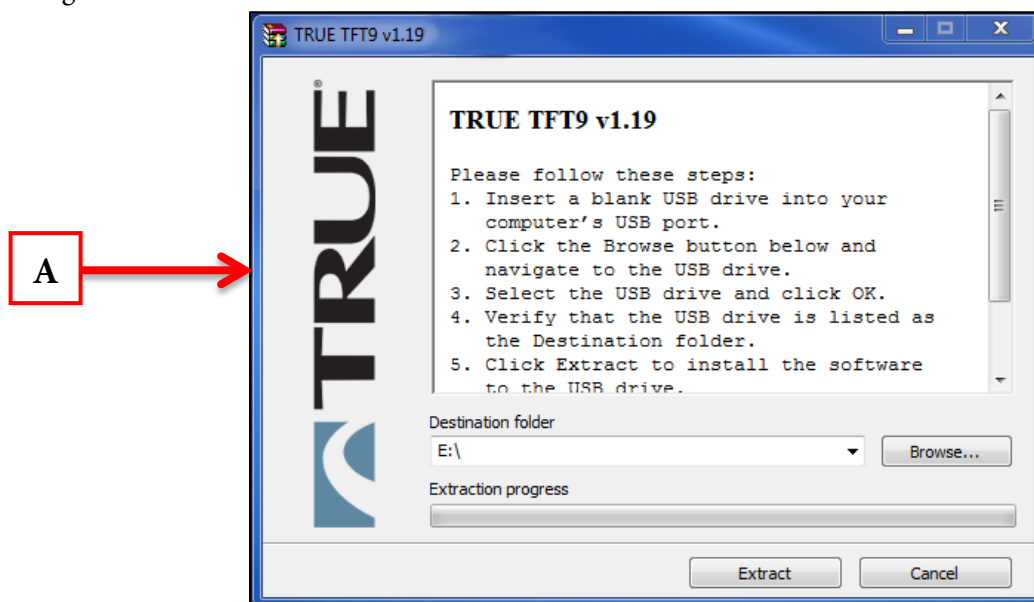 TRUE TFT9 v1.19
A
TRUE®
TRUE TFT9 v1.19
Please follow these steps:
1. Insert a blank USB drive into your
computer's USB port.
2. Click the Browse button below and
navigate to the USB drive.
3. Select the USB drive and click OK.
4. Verify that the USB drive is listed as
the Destination folder.
5. Click Extract to install the software
to the USB drive.
Destination folder
E:\
Browse...
Extraction progress
Extract
Cancel